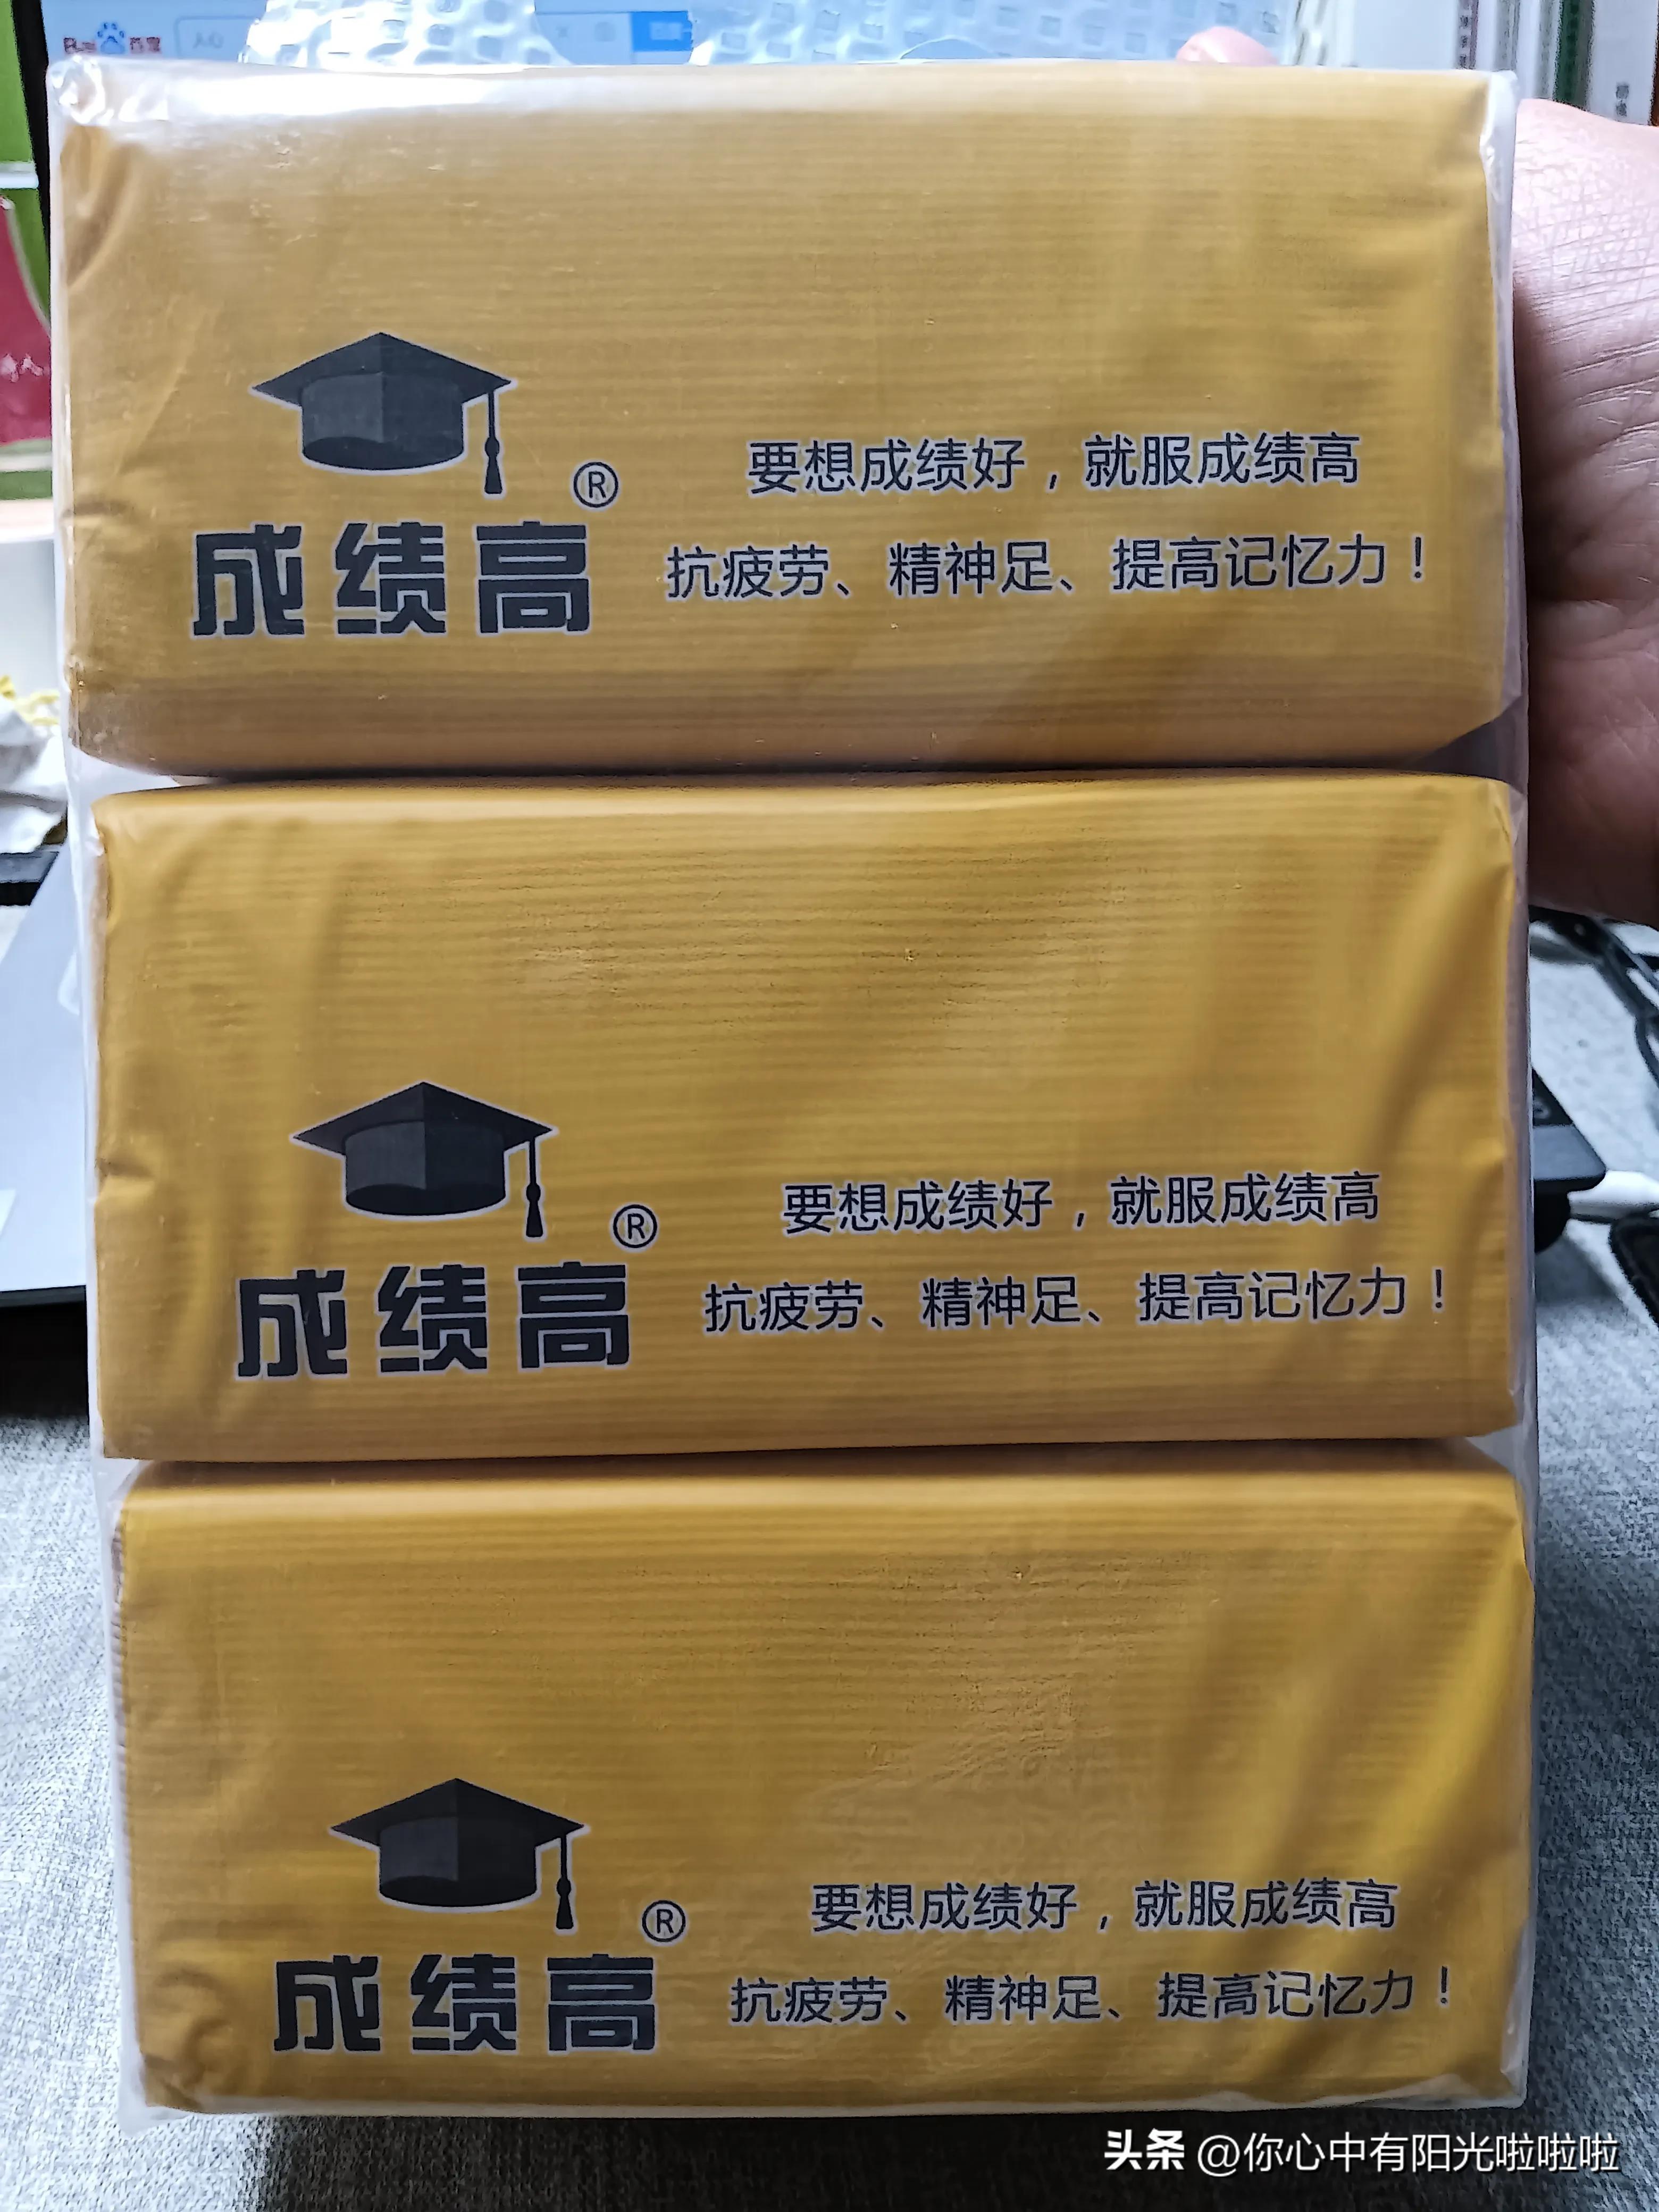 Bai 百度
®
成绩高
要想成绩好，就服成绩高
抗疲劳、精神足、提高记忆力！
®
成绩高
要想成绩好，就服成绩高
抗疲劳、精神足、提高记忆力！
®
成绩高
要想成绩好，就服成绩高
抗疲劳、精神足、提高记忆力！
头条 @你心中有阳光啦啦啦